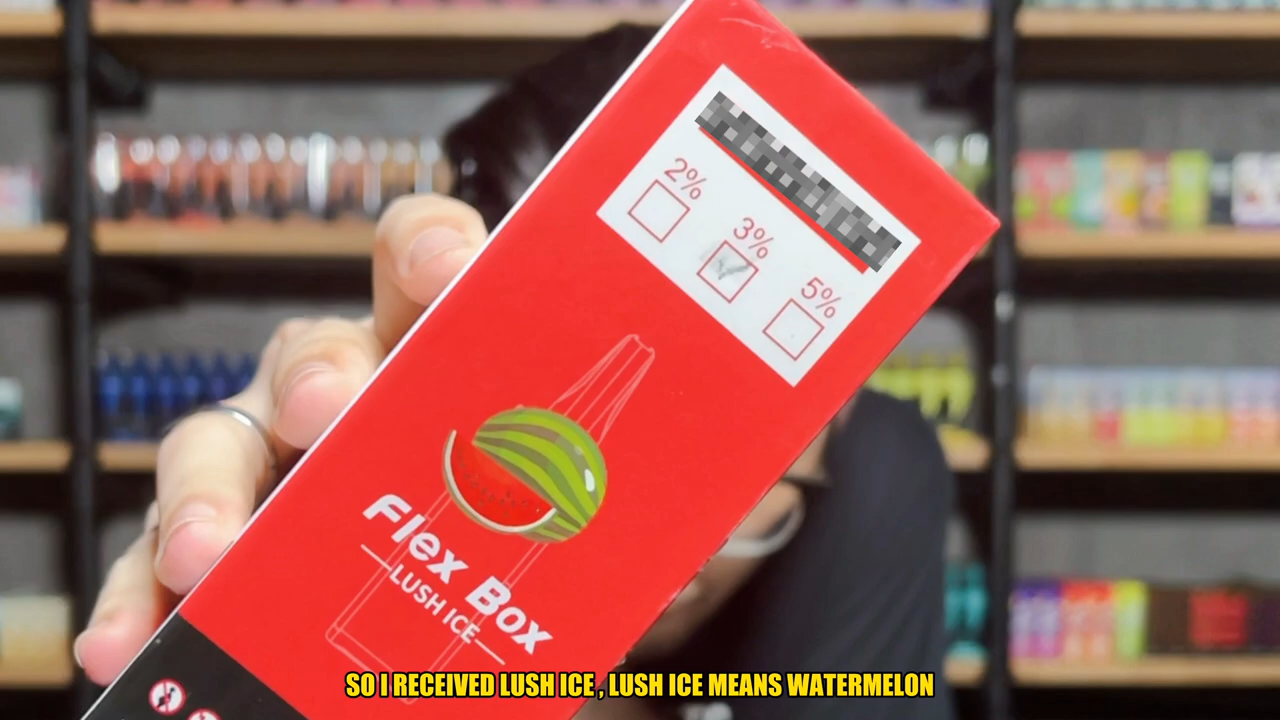 2%
3%
5%
Flex Box
LUSH ICE
SO I RECEIVED LUSH ICE , LUSH ICE MEANS WATERMELON